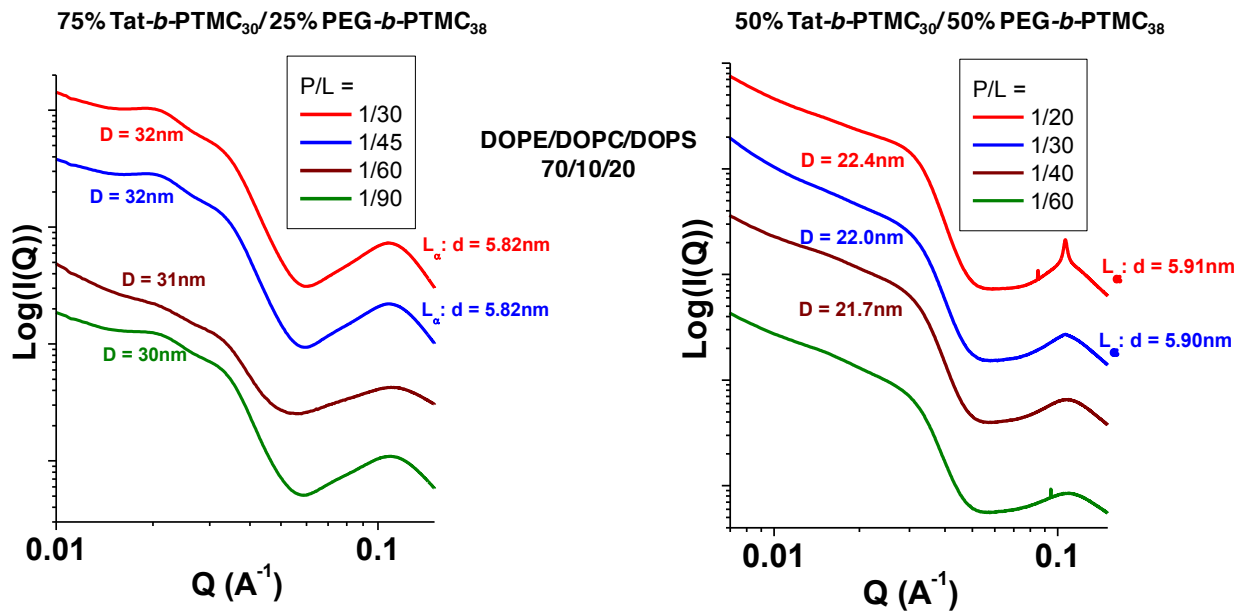 75% Tat-b-PTMC₃₀/25% PEG-b-PTMC₃₈
P/L =
1/30
1/45
1/60
1/90
D = 32nm
D = 32nm
D = 31nm
D = 30nm
Lα: d = 5.82nm
Lα: d = 5.82nm
Log(I(Q))
0.01
0.1
Q (A⁻¹)
DOPE/DOPC/DOPS
70/10/20
50% Tat-b-PTMC₃₀/50% PEG-b-PTMC₃₈
P/L =
1/20
1/30
1/40
1/60
D = 22.4nm
D = 22.0nm
D = 21.7nm
Lα: d = 5.91nm
Lα: d = 5.90nm
Log(I(Q))
0.01
0.1
Q (A⁻¹)